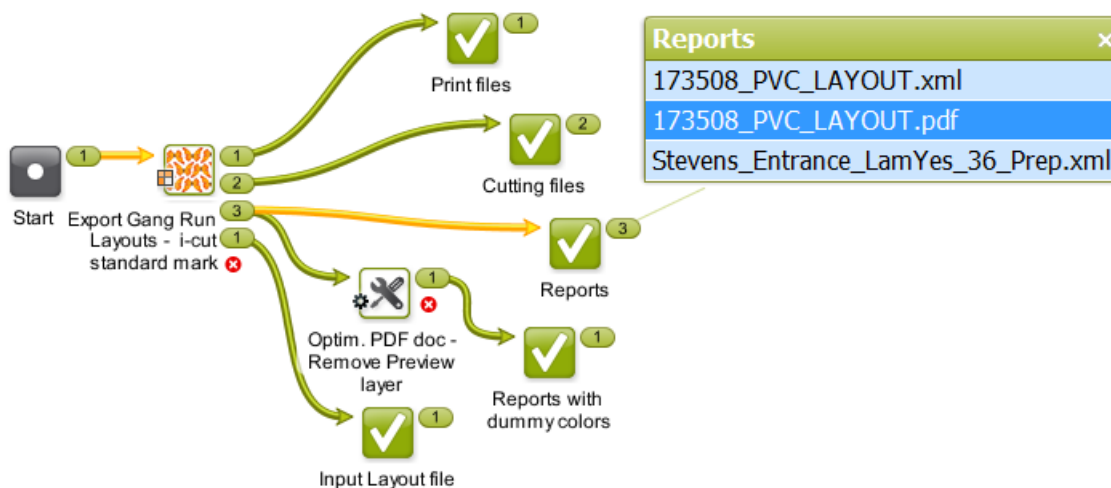 1
Print files
Reports
×
173508_PVC_LAYOUT.xml
173508_PVC_LAYOUT.pdf
Stevens_Entrance_LamYes_36_Prep.xml
1
Start
1
2
3
1
Export Gang Run
Layouts - i-cut
standard mark
2
Cutting files
3
Reports
1
Optim. PDF doc -
Remove Preview
layer
1
Reports with
dummy colors
1
Input Layout file